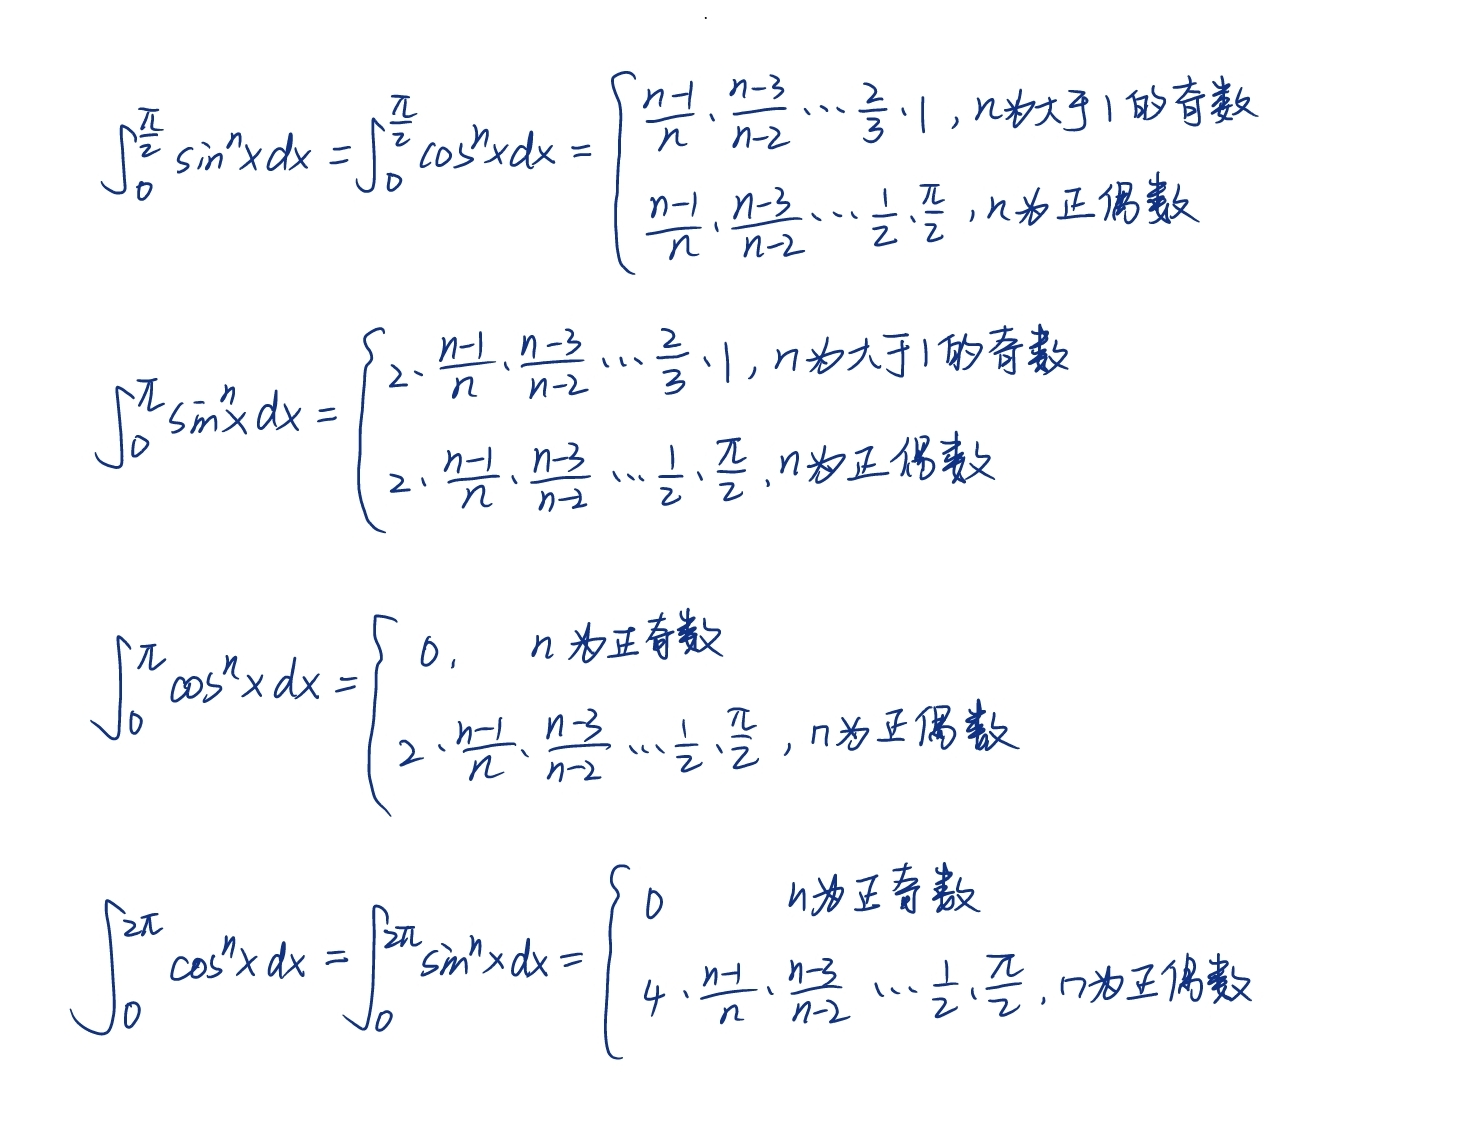 $\int_0^{\frac{\pi}{2}} \sin^n x \, dx = \int_0^{\frac{\pi}{2}} \cos^n x \, dx = \begin{cases} \frac{n-1}{n} \cdot \frac{n-3}{n-2} \cdots \frac{2}{3} \cdot 1, n为大于1的奇数 \\ \frac{n-1}{n} \cdot \frac{n-3}{n-2} \cdots \frac{1}{2} \cdot \frac{\pi}{2}, n为正偶数 \end{cases}$
$\int_0^{\pi} \sin^n x \, dx = \begin{cases} 2 \cdot \frac{n-1}{n} \cdot \frac{n-3}{n-2} \cdots \frac{2}{3} \cdot 1, n为大于1的奇数 \\ 2 \cdot \frac{n-1}{n} \cdot \frac{n-3}{n-2} \cdots \frac{1}{2} \cdot \frac{\pi}{2}, n为正偶数 \end{cases}$
$\int_0^{\pi} \cos^n x \, dx = \begin{cases} 0, \quad n为正奇数 \\ 2 \cdot \frac{n-1}{n} \cdot \frac{n-3}{n-2} \cdots \frac{1}{2} \cdot \frac{\pi}{2}, n为正偶数 \end{cases}$
$\int_0^{2\pi} \cos^n x \, dx = \int_0^{2\pi} \sin^n x \, dx = \begin{cases} 0 \quad n为正奇数 \\ 4 \cdot \frac{n-1}{n} \cdot \frac{n-3}{n-2} \cdots \frac{1}{2} \cdot \frac{\pi}{2}, n为正偶数 \end{cases}$